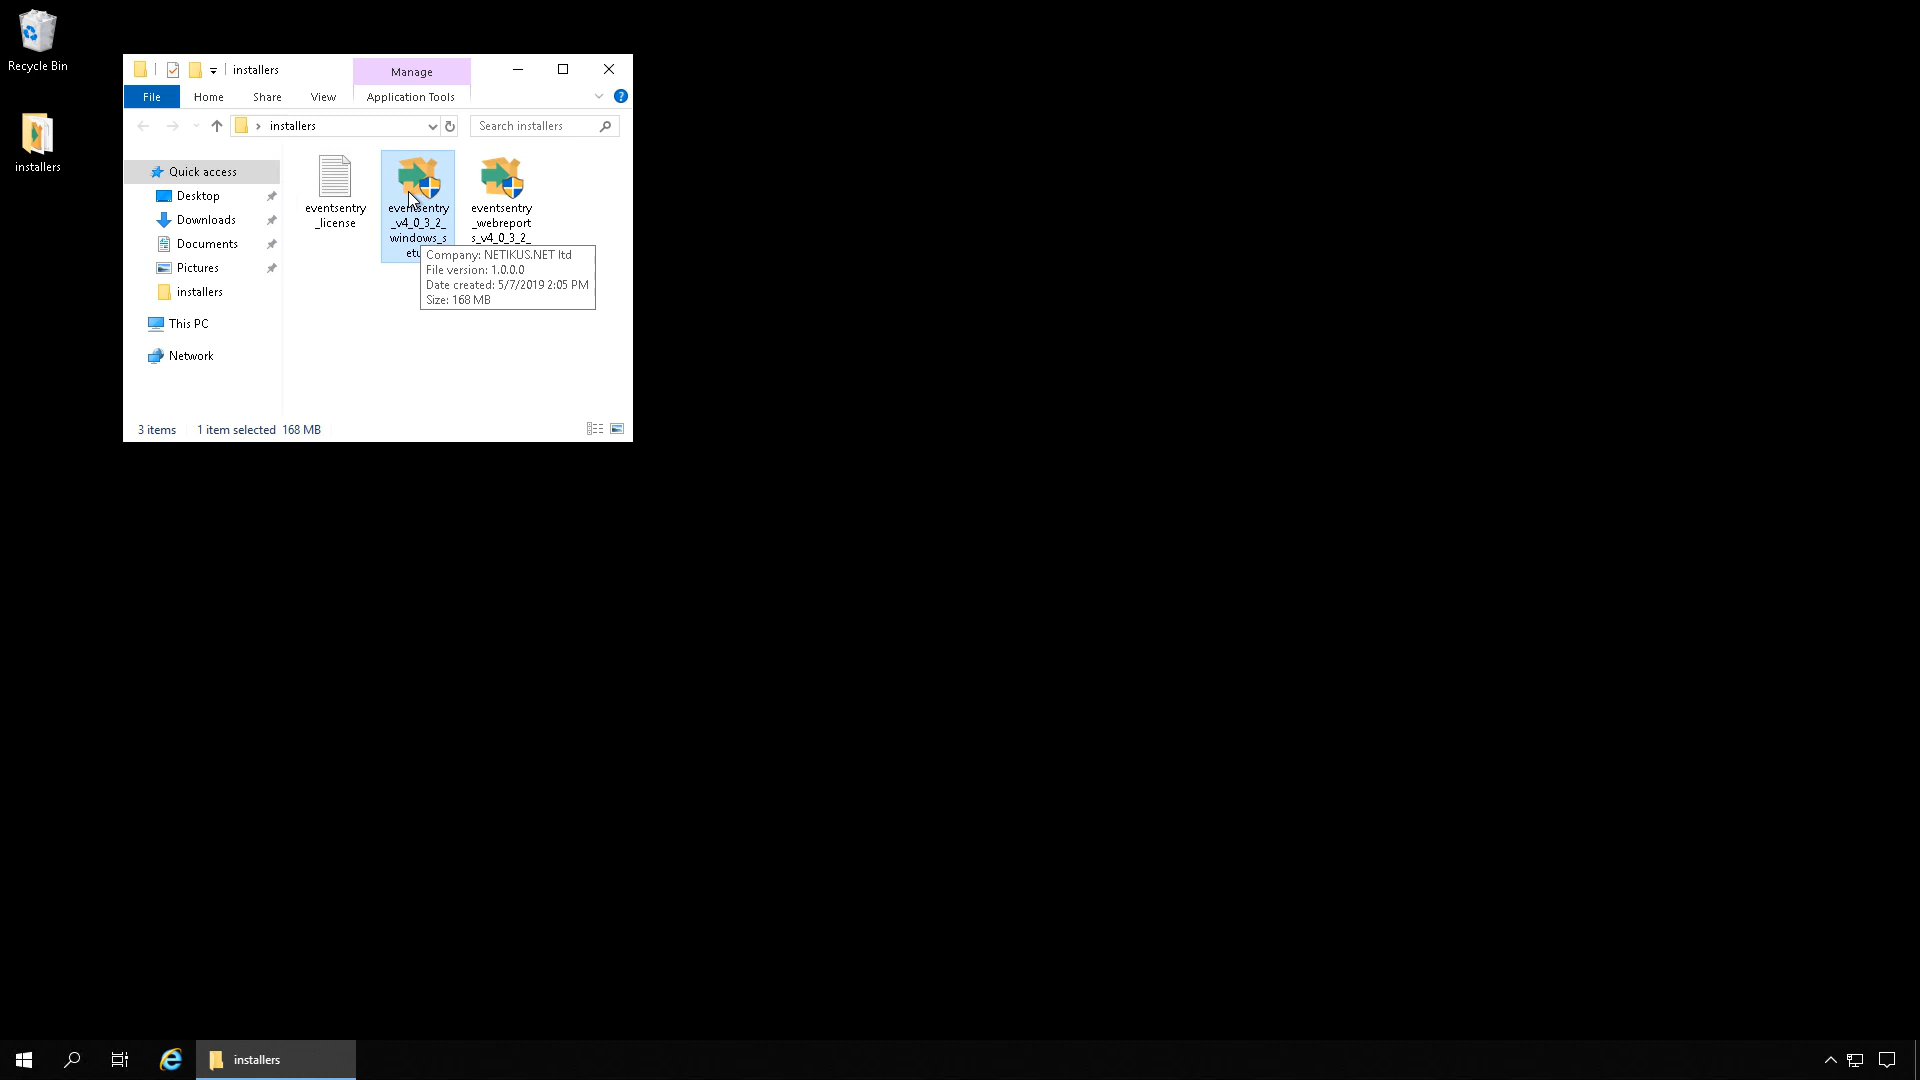 Recycle Bin
installers
installers
Manage
File
Home
Share
View
Application Tools
installers
Search installers
Quick access
Desktop
Downloads
Documents
Pictures
installers
This PC
Network
eventsentry
_license
eventsentry
_v4_0_3_2_
windows_s
etu
eventsentry
_webreport
s_v4_0_3_2_
Company: NETIKUS.NET ltd
File version: 1.0.0.0
Date created: 5/7/2019 2:05 PM
Size: 168 MB
3 items
1 item selected 168 MB
installers